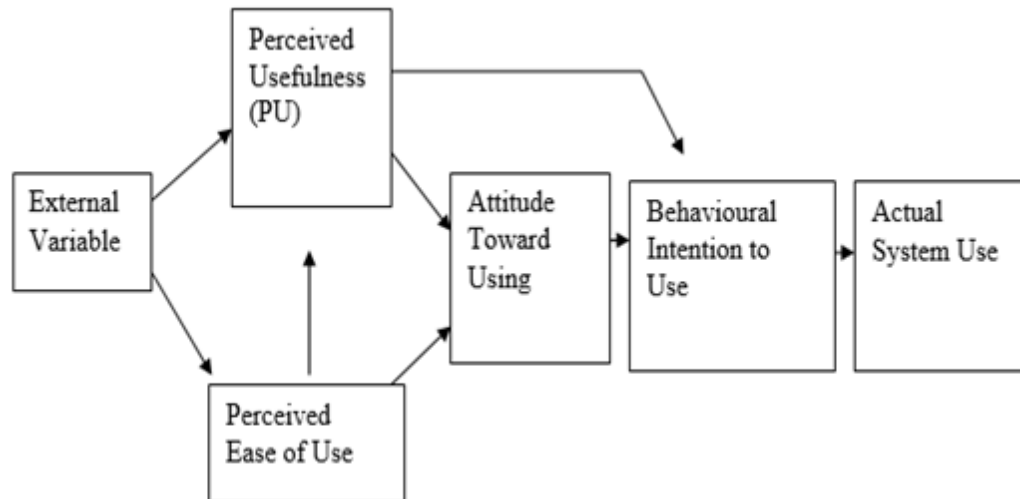 Perceived
Usefulness
(PU)
External
Variable
Attitude
Toward
Using
Behavioural
Intention to
Use
Actual
System Use
Perceived
Ease of Use